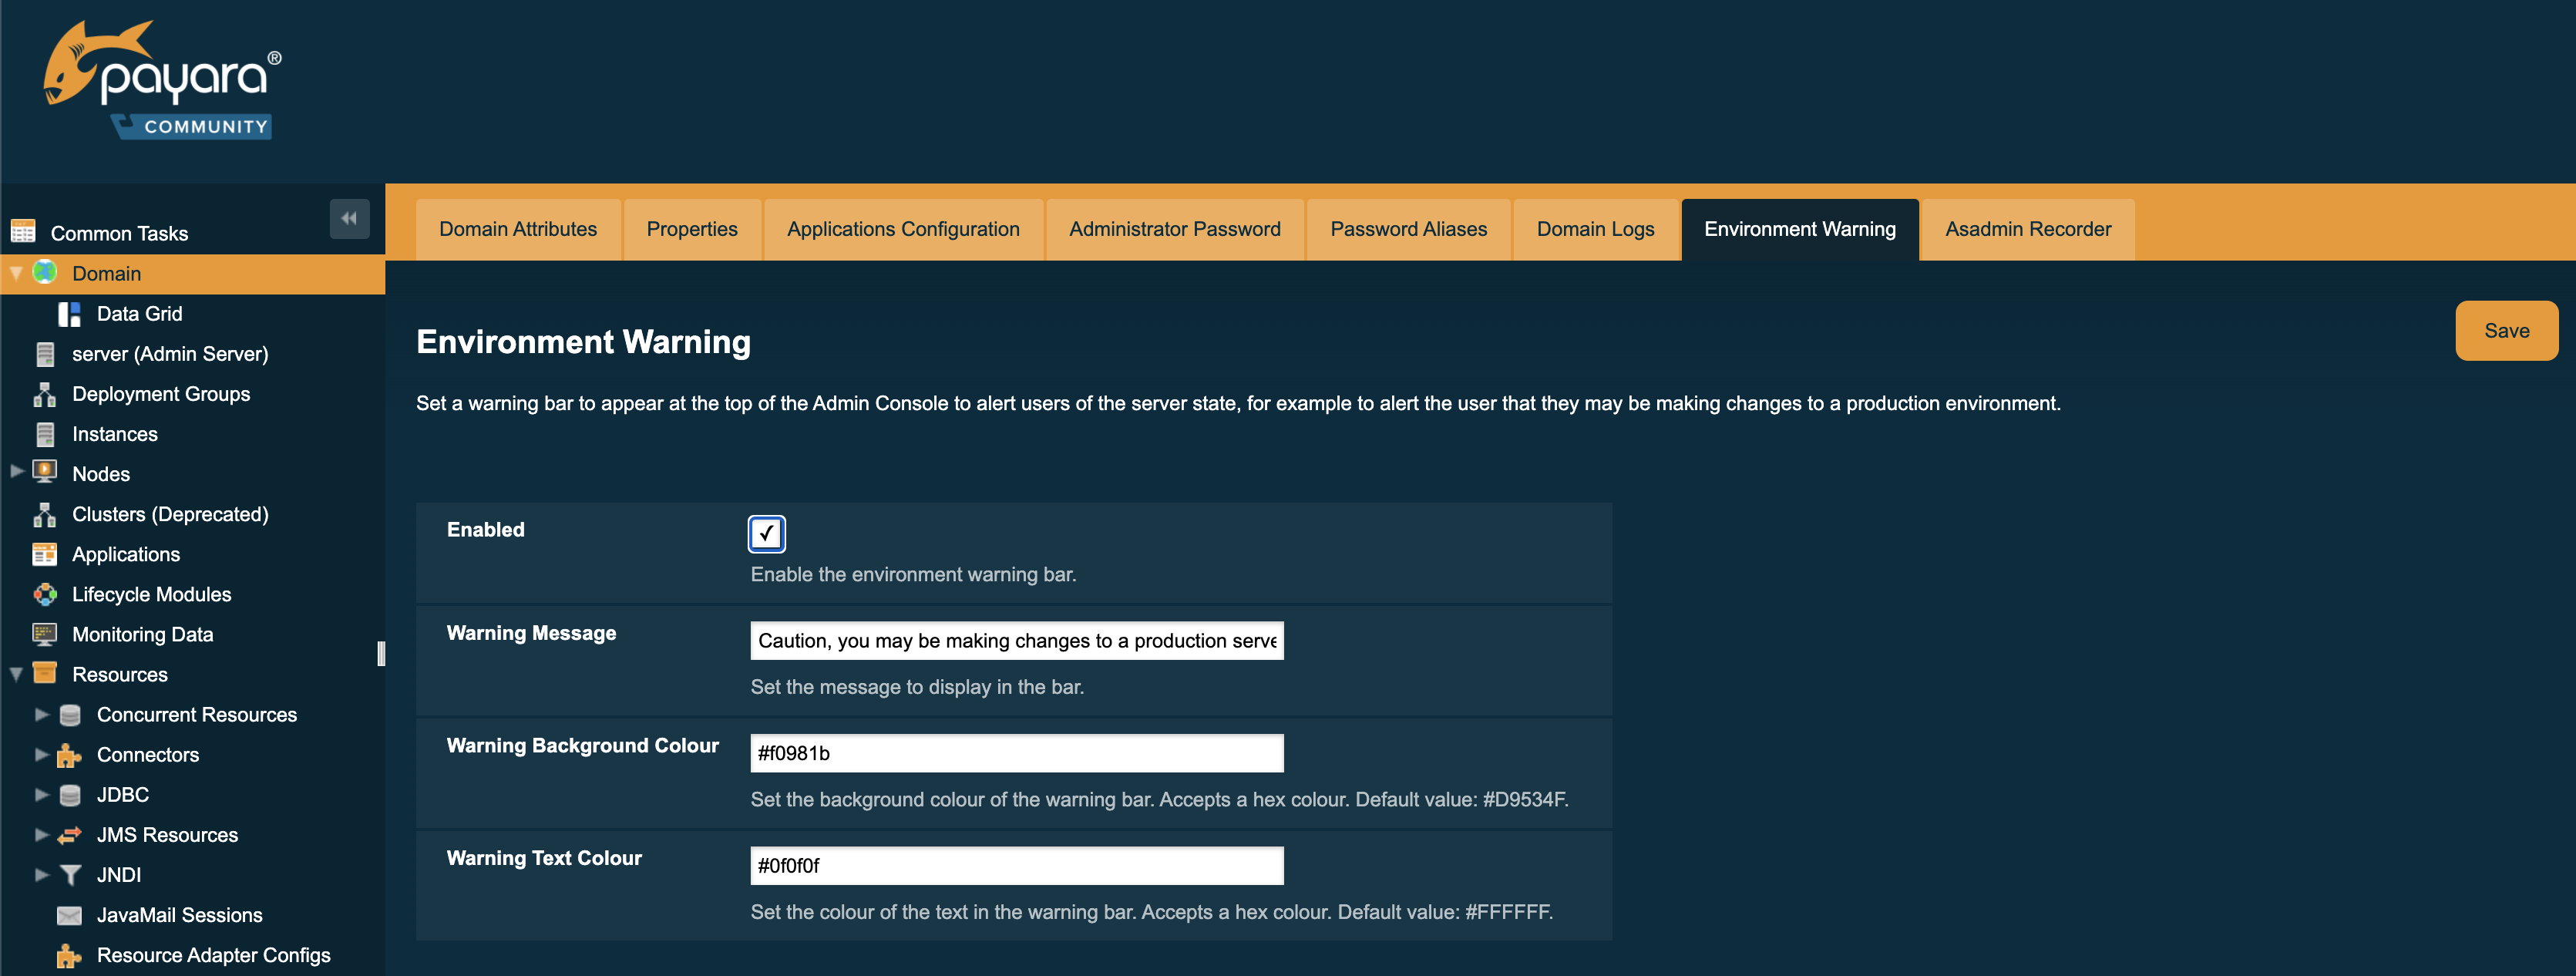 payara®
COMMUNITY
Common Tasks
Domain
Data Grid
server (Admin Server)
Deployment Groups
Instances
Nodes
Clusters (Deprecated)
Applications
Lifecycle Modules
Monitoring Data
Resources
Concurrent Resources
Connectors
JDBC
JMS Resources
JNDI
JavaMail Sessions
Resource Adapter Configs
Domain Attributes
Properties
Applications Configuration
Administrator Password
Password Aliases
Domain Logs
Environment Warning
Asadmin Recorder
Environment Warning
Save
Set a warning bar to appear at the top of the Admin Console to alert users of the server state, for example to alert the user that they may be making changes to a production environment.
Enabled
Enable the environment warning bar.
Warning Message
Caution, you may be making changes to a production serve
Set the message to display in the bar.
Warning Background Colour
#f0981b
Set the background colour of the warning bar. Accepts a hex colour. Default value: #D9534F.
Warning Text Colour
#0f0f0f
Set the colour of the text in the warning bar. Accepts a hex colour. Default value: #FFFFFF.